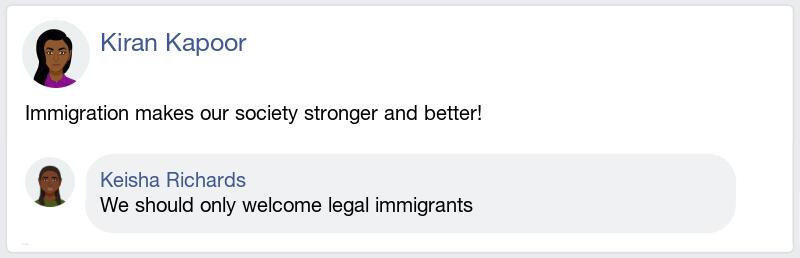 Kiran Kapoor
Immigration makes our society stronger and better!
Keisha Richards
We should only welcome legal immigrants